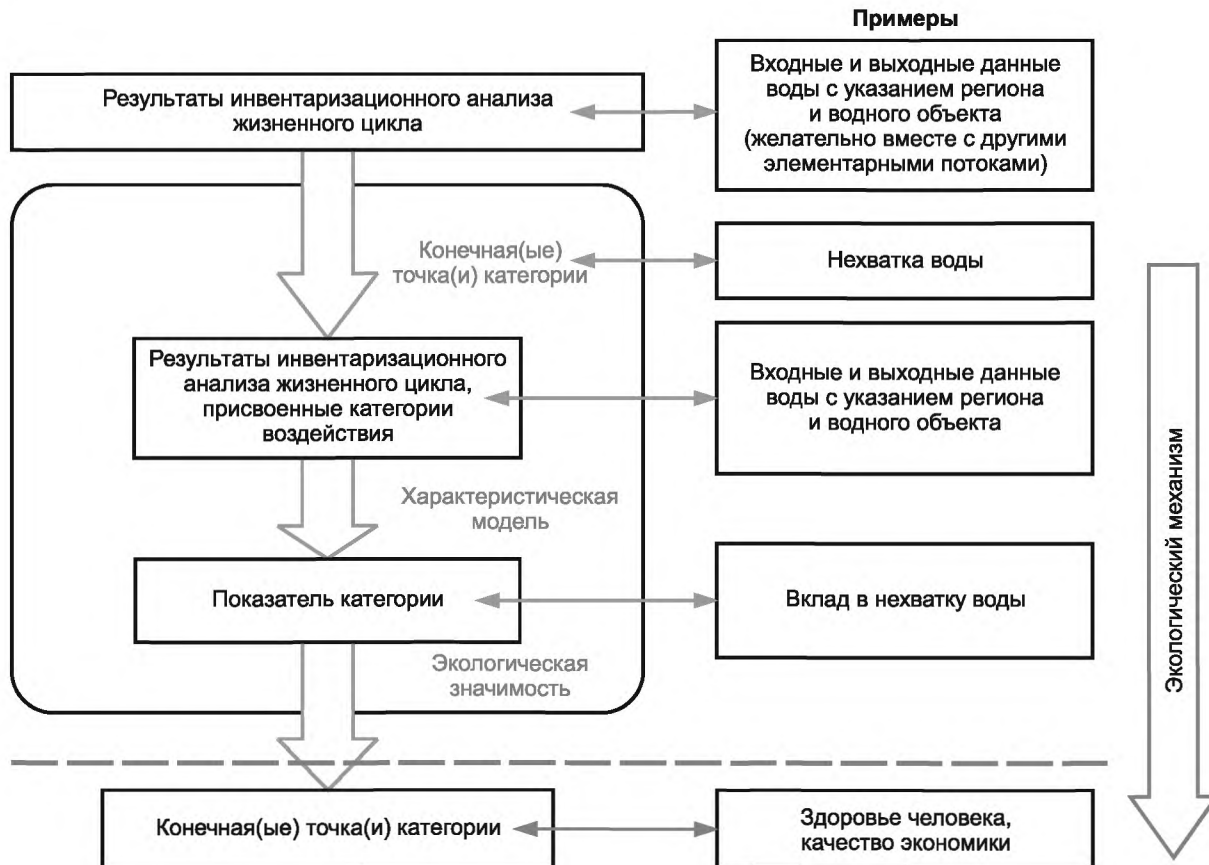 Примеры
Результаты инвентаризационного анализа
жизненного цикла
Входные и выходные данные
воды с указанием региона
и водного объекта
(желательно вместе с другими
элементарными потоками)
Конечная(ые)
точка(и) категории
Нехватка воды
Результаты инвентаризационного
анализа жизненного цикла,
присвоенные категории
воздействия
Входные и выходные данные
воды с указанием региона
и водного объекта
Характеристическая
модель
Показатель категории
Вклад в нехватку воды
Экологическая
значимость
Конечная(ые) точка(и) категории
Здоровье человека,
качество экономики
Экологический механизм